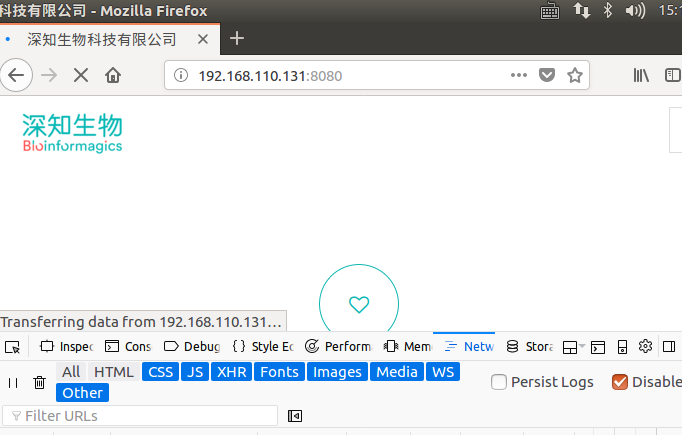 科技有限公司 - Mozilla Firefox
深知生物科技有限公司
192.168.110.131:8080
深知生物
BIoinformagics
Transferring data from 192.168.110.131…
Inspec Cons Debug Style Ec Perform Mem Netw Stora
All HTML CSS JS XHR Fonts Images Media WS Persist Logs Disable
Other
Filter URLs